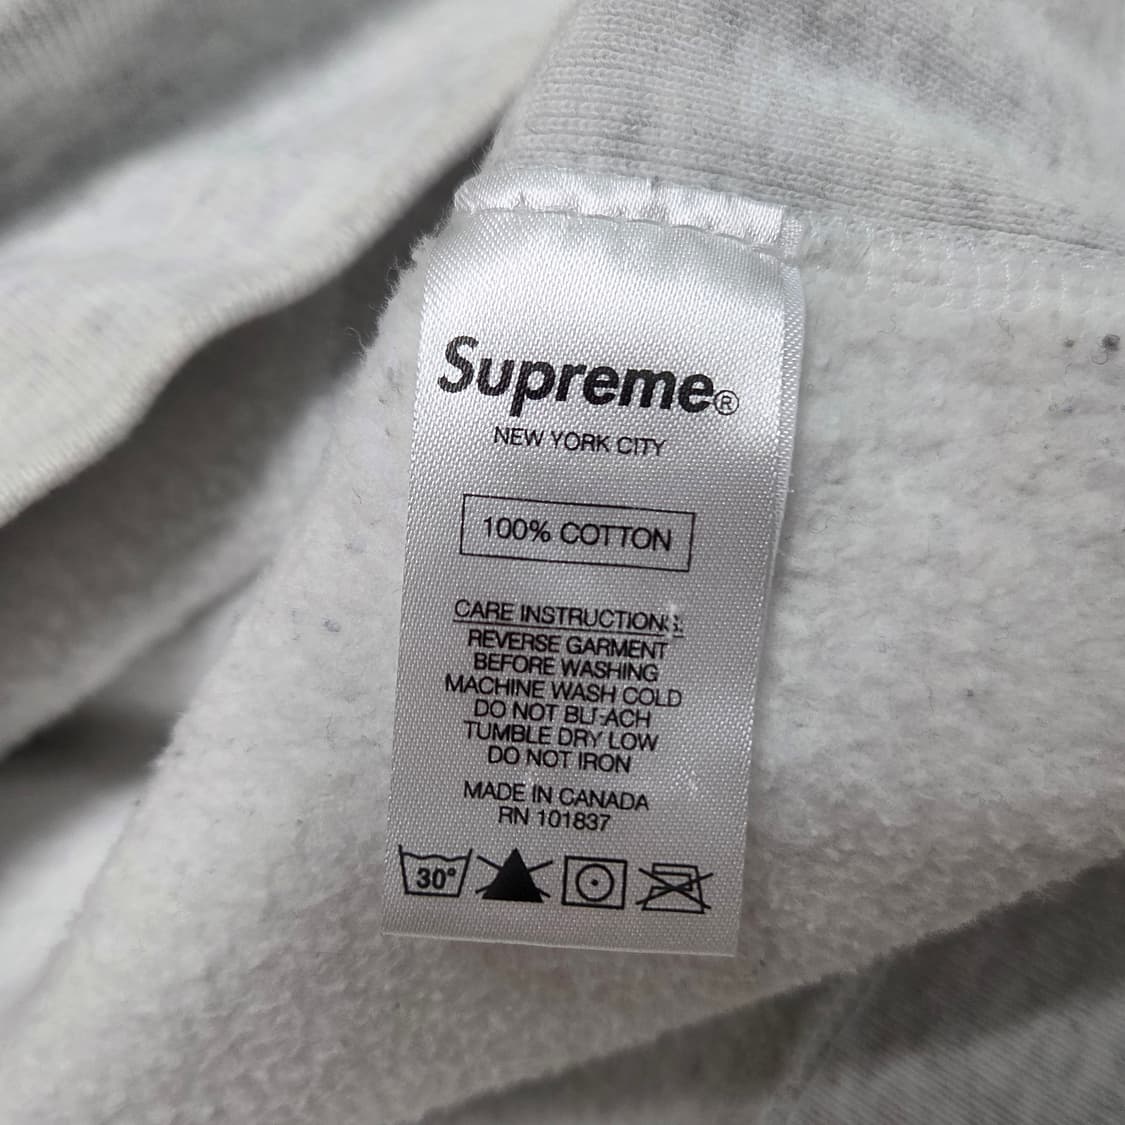 Supreme®
NEW YORK CITY
100% COTTON
CARE INSTRUCTIONS:
REVERSE GARMENT
BEFORE WASHING
MACHINE WASH COLD
DO NOT BLEACH
TUMBLE DRY LOW
DO NOT IRON
MADE IN CANADA
RN 101837
30°